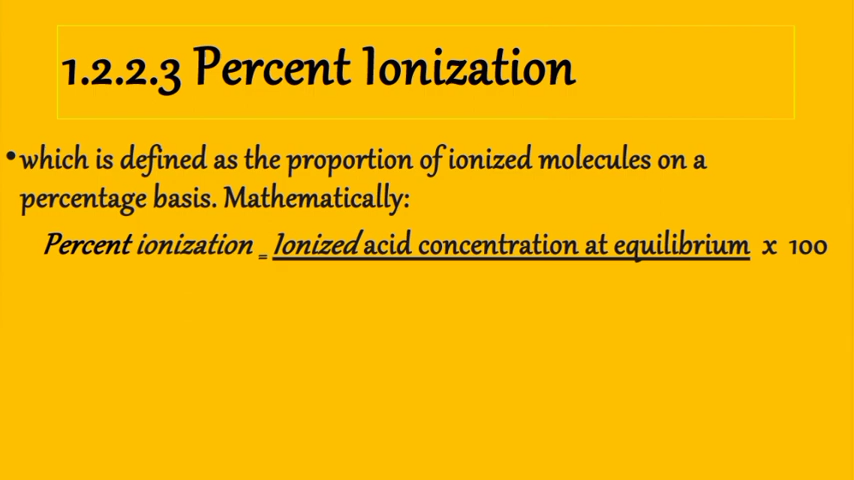 1.2.2.3 Percent Ionization
•which is defined as the proportion of ionized molecules on a
percentage basis. Mathematically:
Percent ionization = Ionized acid concentration at equilibrium x 100